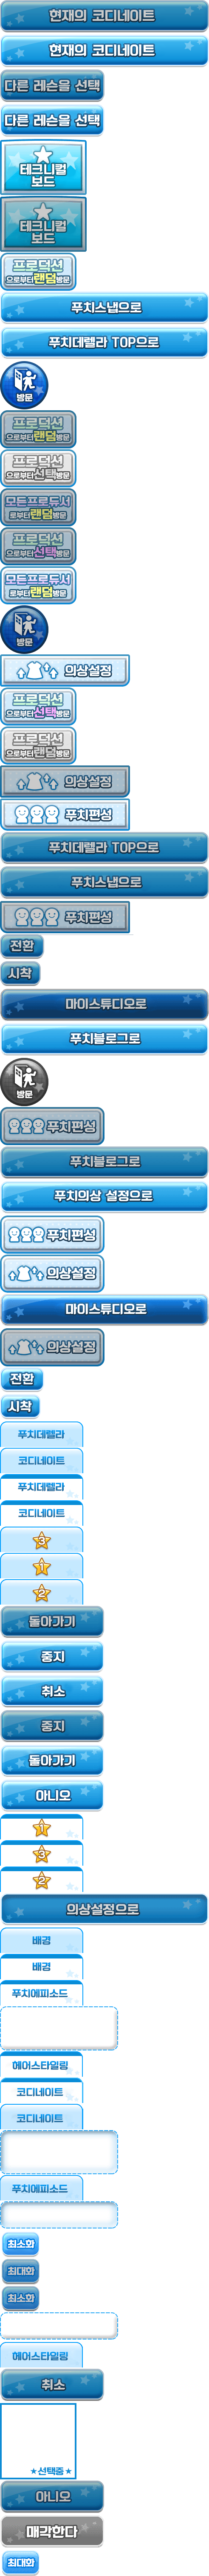 현재의 코디네이트
현재의 코디네이트
다른 레슨을 선택
다른 레슨을 선택
테크니컬
보드
테크니컬
보드
프로덕션
으로부터랜덤방문
푸치스냅으로
푸치데렐라 TOP으로
방문
프로덕션
으로부터랜덤방문
프로덕션
으로부터선택방문
모든프로듀서
로부터랜덤방문
프로덕션
으로부터선택방문
모든프로듀서
로부터랜덤방문
방문
의상설정
프로덕션
으로부터선택방문
프로덕션
으로부터랜덤방문
의상설정
푸치편성
푸치데렐라 TOP으로
푸치스냅으로
푸치편성
전환
시작
마이스튜디오로
푸치블로그로
방문
푸치편성
푸치블로그로
푸치의상 설정으로
푸치편성
의상설정
마이스튜디오로
의상설정
전환
시작
푸치데렐라
코디네이트
푸치데렐라
코디네이트
3
1
2
돌아가기
중지
취소
중지
돌아가기
아니오
1
3
2
의상설정으로
배경
배경
푸치에피소드
헤어스타일링
코디네이트
코디네이트
푸치에피소드
최소화
최대화
최소화
헤어스타일링
취소
★선택중★
아니오
매각한다
최대화